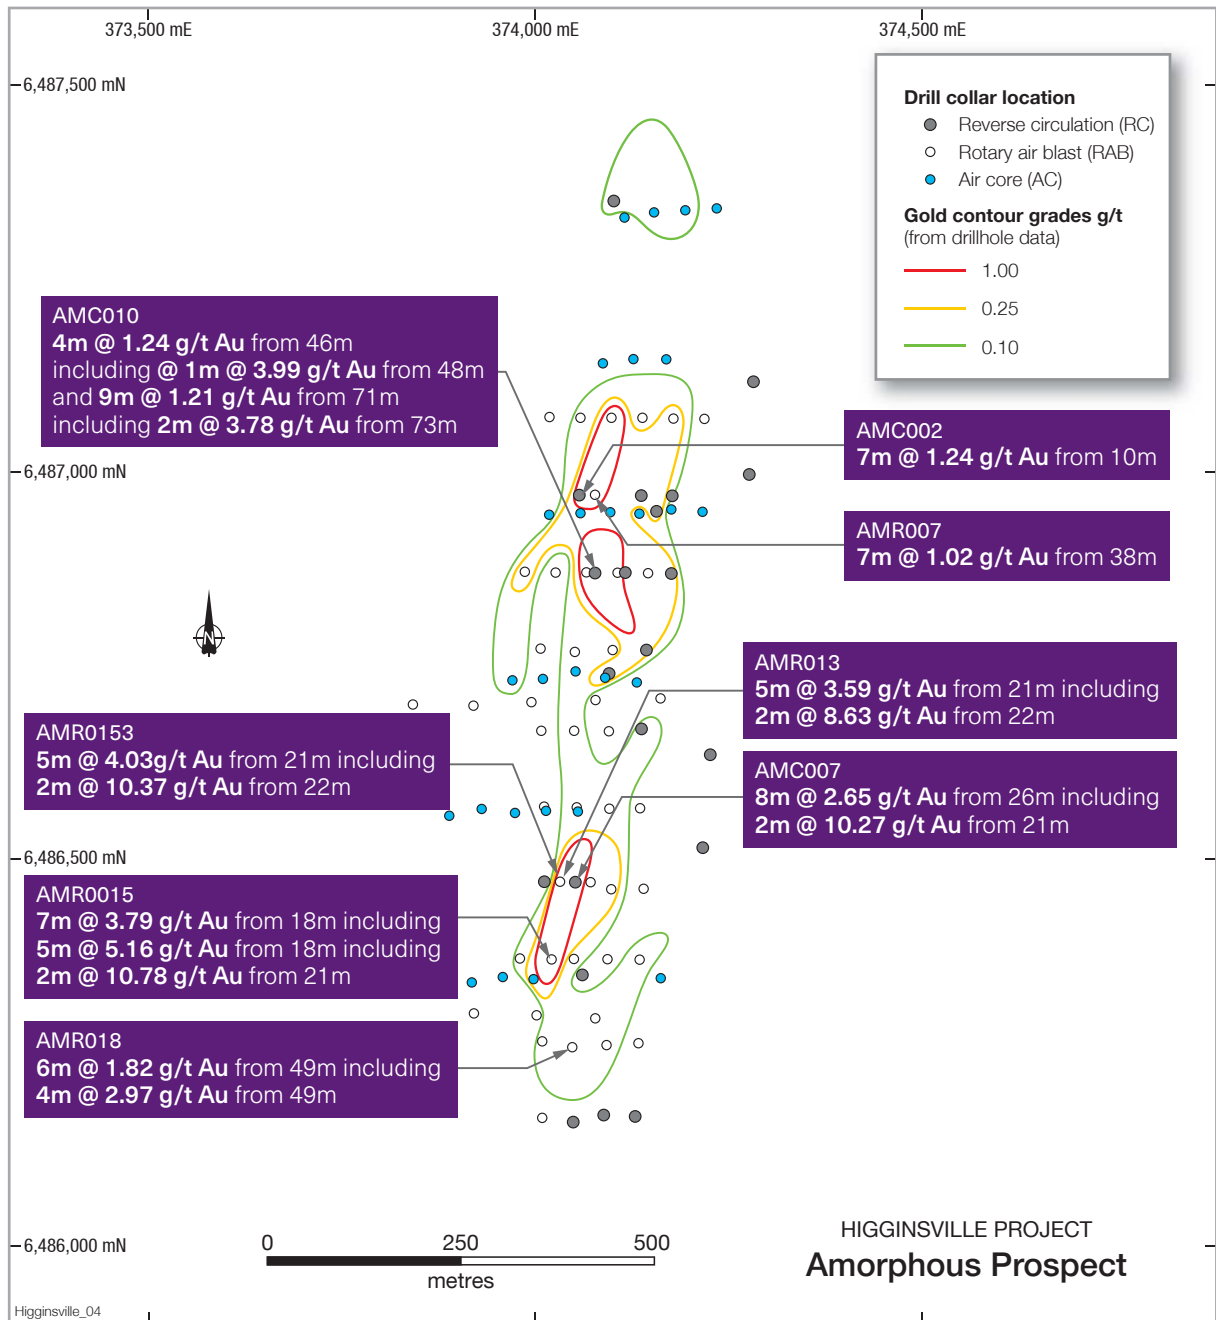 373,500 mE
374,000 mE
374,500 mE
6,487,500 mN
Drill collar location
Reverse circulation (RC)
Rotary air blast (RAB)
Air core (AC)
Gold contour grades g/t
(from drillhole data)
1.00
0.25
0.10
AMC010
4m @ 1.24 g/t Au from 46m
including @ 1m @ 3.99 g/t Au from 48m
and 9m @ 1.21 g/t Au from 71m
including 2m @ 3.78 g/t Au from 73m
AMC002
7m @ 1.24 g/t Au from 10m
6,487,000 mN
AMR007
7m @ 1.02 g/t Au from 38m
N
AMR013
5m @ 3.59 g/t Au from 21m including
2m @ 8.63 g/t Au from 22m
AMR0153
5m @ 4.03g/t Au from 21m including
2m @ 10.37 g/t Au from 22m
AMC007
8m @ 2.65 g/t Au from 26m including
2m @ 10.27 g/t Au from 21m
6,486,500 mN
AMR0015
7m @ 3.79 g/t Au from 18m including
5m @ 5.16 g/t Au from 18m including
2m @ 10.78 g/t Au from 21m
AMR018
6m @ 1.82 g/t Au from 49m including
4m @ 2.97 g/t Au from 49m
6,486,000 mN
0 250 500
metres
HIGGINSVILLE PROJECT
Amorphous Prospect
Higginsville_04